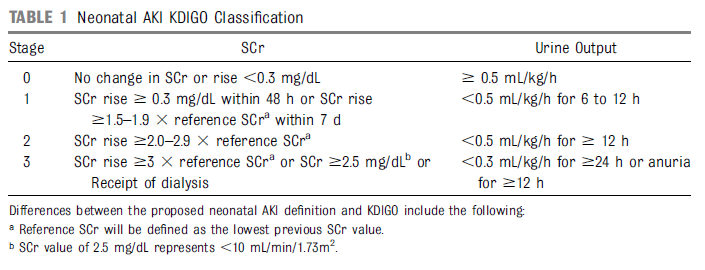 TABLE 1 Neonatal AKI KDIGO Classification
Stage SCr Urine Output
0 No change in SCr or rise <0.3 mg/dL ≥ 0.5 mL/kg/h
1 SCr rise ≥ 0.3 mg/dL within 48 h or SCr rise <0.5 mL/kg/h for 6 to 12 h
≥1.5–1.9 × reference SCrᵃ within 7 d
2 SCr rise ≥2.0–2.9 × reference SCrᵃ <0.5 mL/kg/h for ≥ 12 h
3 SCr rise ≥3 × reference SCrᵃ or SCr ≥2.5 mg/dLᵇ or <0.3 mL/kg/h for ≥24 h or anuria
Receipt of dialysis for ≥12 h
Differences between the proposed neonatal AKI definition and KDIGO include the following:
ᵃ Reference SCr will be defined as the lowest previous SCr value.
ᵇ SCr value of 2.5 mg/dL represents <10 mL/min/1.73m².